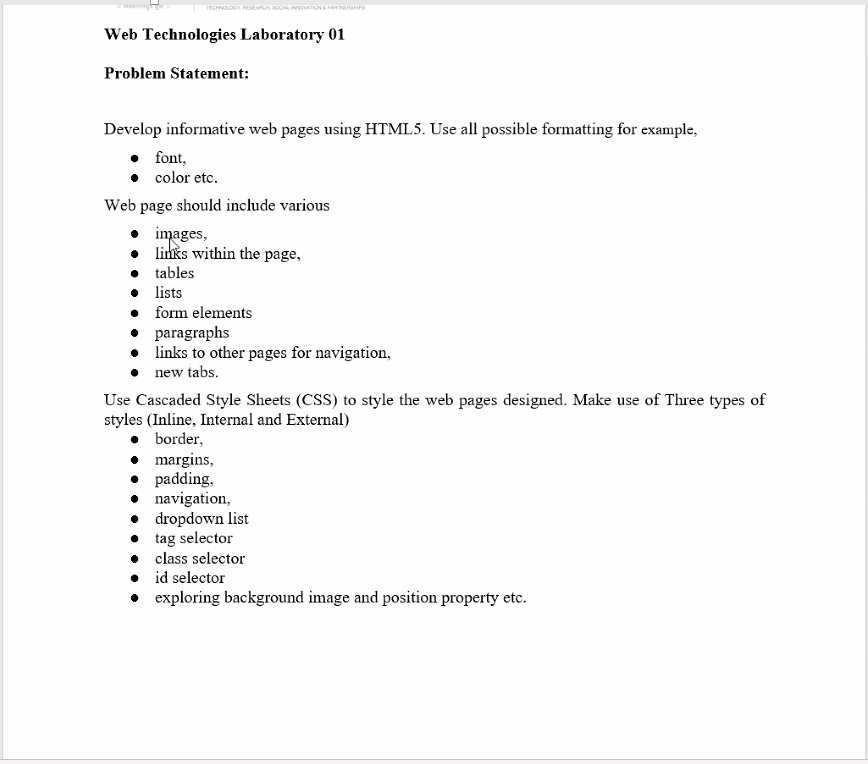 TECHNOLOGY, RESEARCH, SOCIAL INNOVATION & PARTNERSHIPS
Web Technologies Laboratory 01
Problem Statement:
Develop informative web pages using HTML5. Use all possible formatting for example,
● font,
● color etc.
Web page should include various
● images,
● links within the page,
● tables
● lists
● form elements
● paragraphs
● links to other pages for navigation,
● new tabs.
Use Cascaded Style Sheets (CSS) to style the web pages designed. Make use of Three types of
styles (Inline, Internal and External)
● border,
● margins,
● padding,
● navigation,
● dropdown list
● tag selector
● class selector
● id selector
● exploring background image and position property etc.